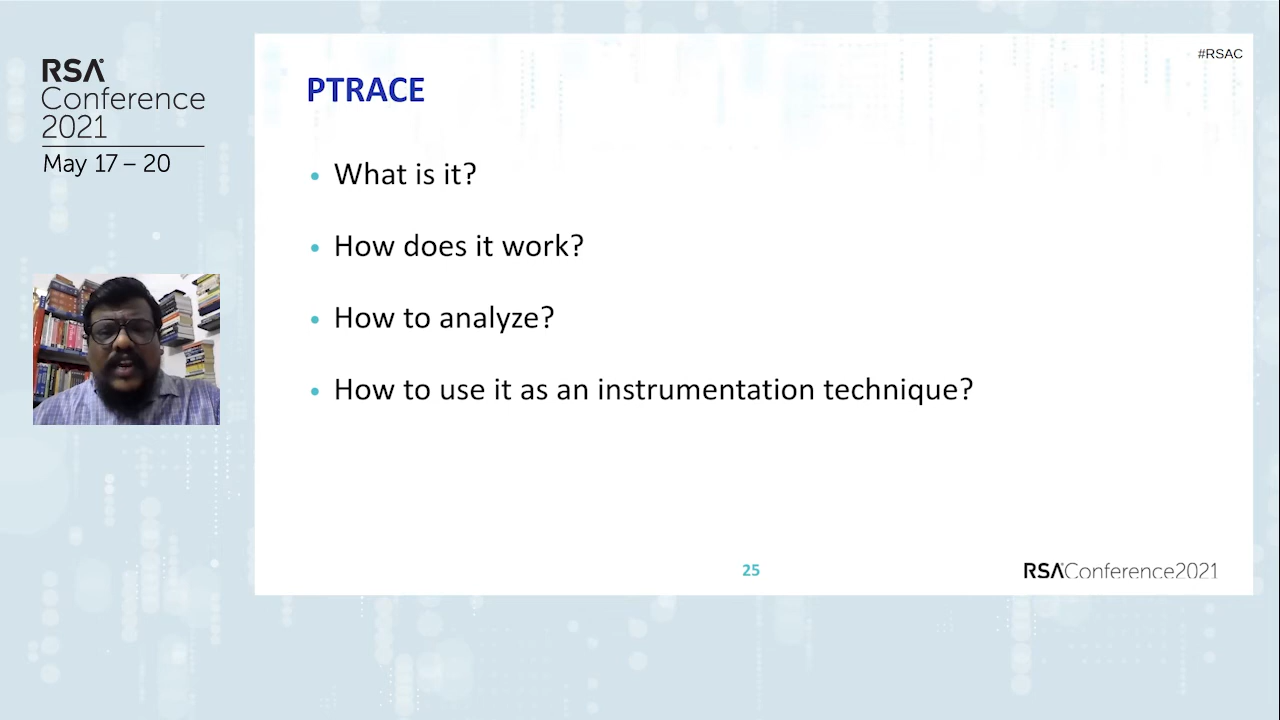 RSA
Conference
2021
May 17 – 20
#RSAC
PTRACE
• What is it?
• How does it work?
• How to analyze?
• How to use it as an instrumentation technique?
25
RSAConference2021